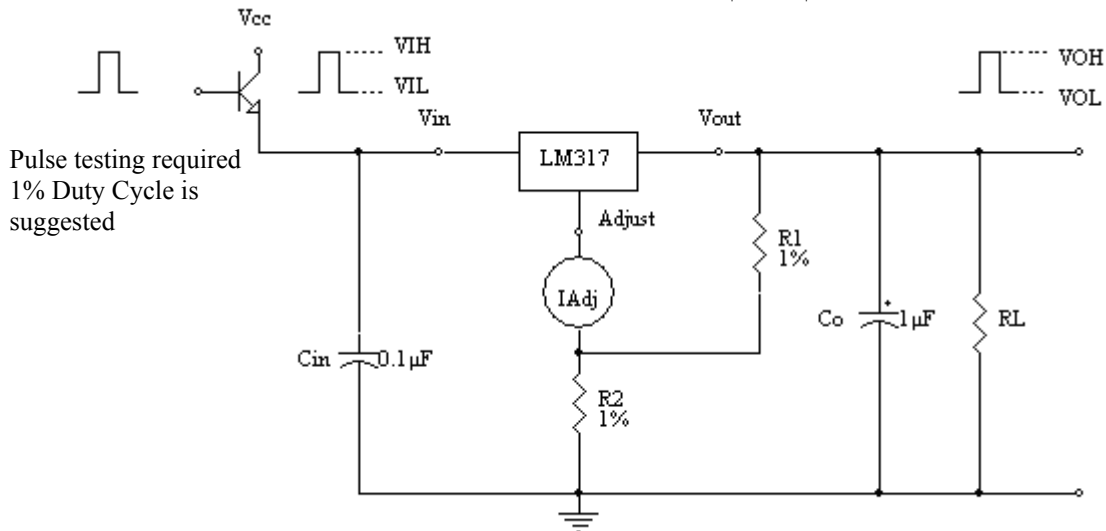 Vcc
VIH
VIL
VOH
VOL
Vin
Vout
Pulse testing required
1% Duty Cycle is
suggested
LM317
Adjust
R1
1%
IAdj
Cin
0.1μF
Co
1μF
RL
R2
1%